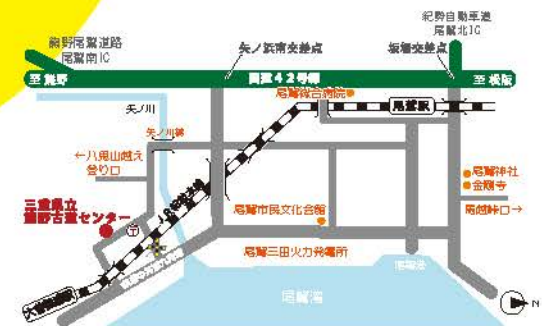 紀勢自動車道
尾鷲北IC
熊野尾鷲道路
尾鷲南IC
矢ノ浜南交差点
坂場交差点
至 熊野
国道42号線
至 松阪
尾鷲総合病院
尾鷲駅
矢ノ川
矢ノ川橋
←八鬼山越え
登り口
尾鷲神社
金剛寺
三重県立
熊野古道センター
尾鷲市民文化会館
馬越峠口→
尾鷲三田火力発電所
尾鷲港
尾鷲湾
N